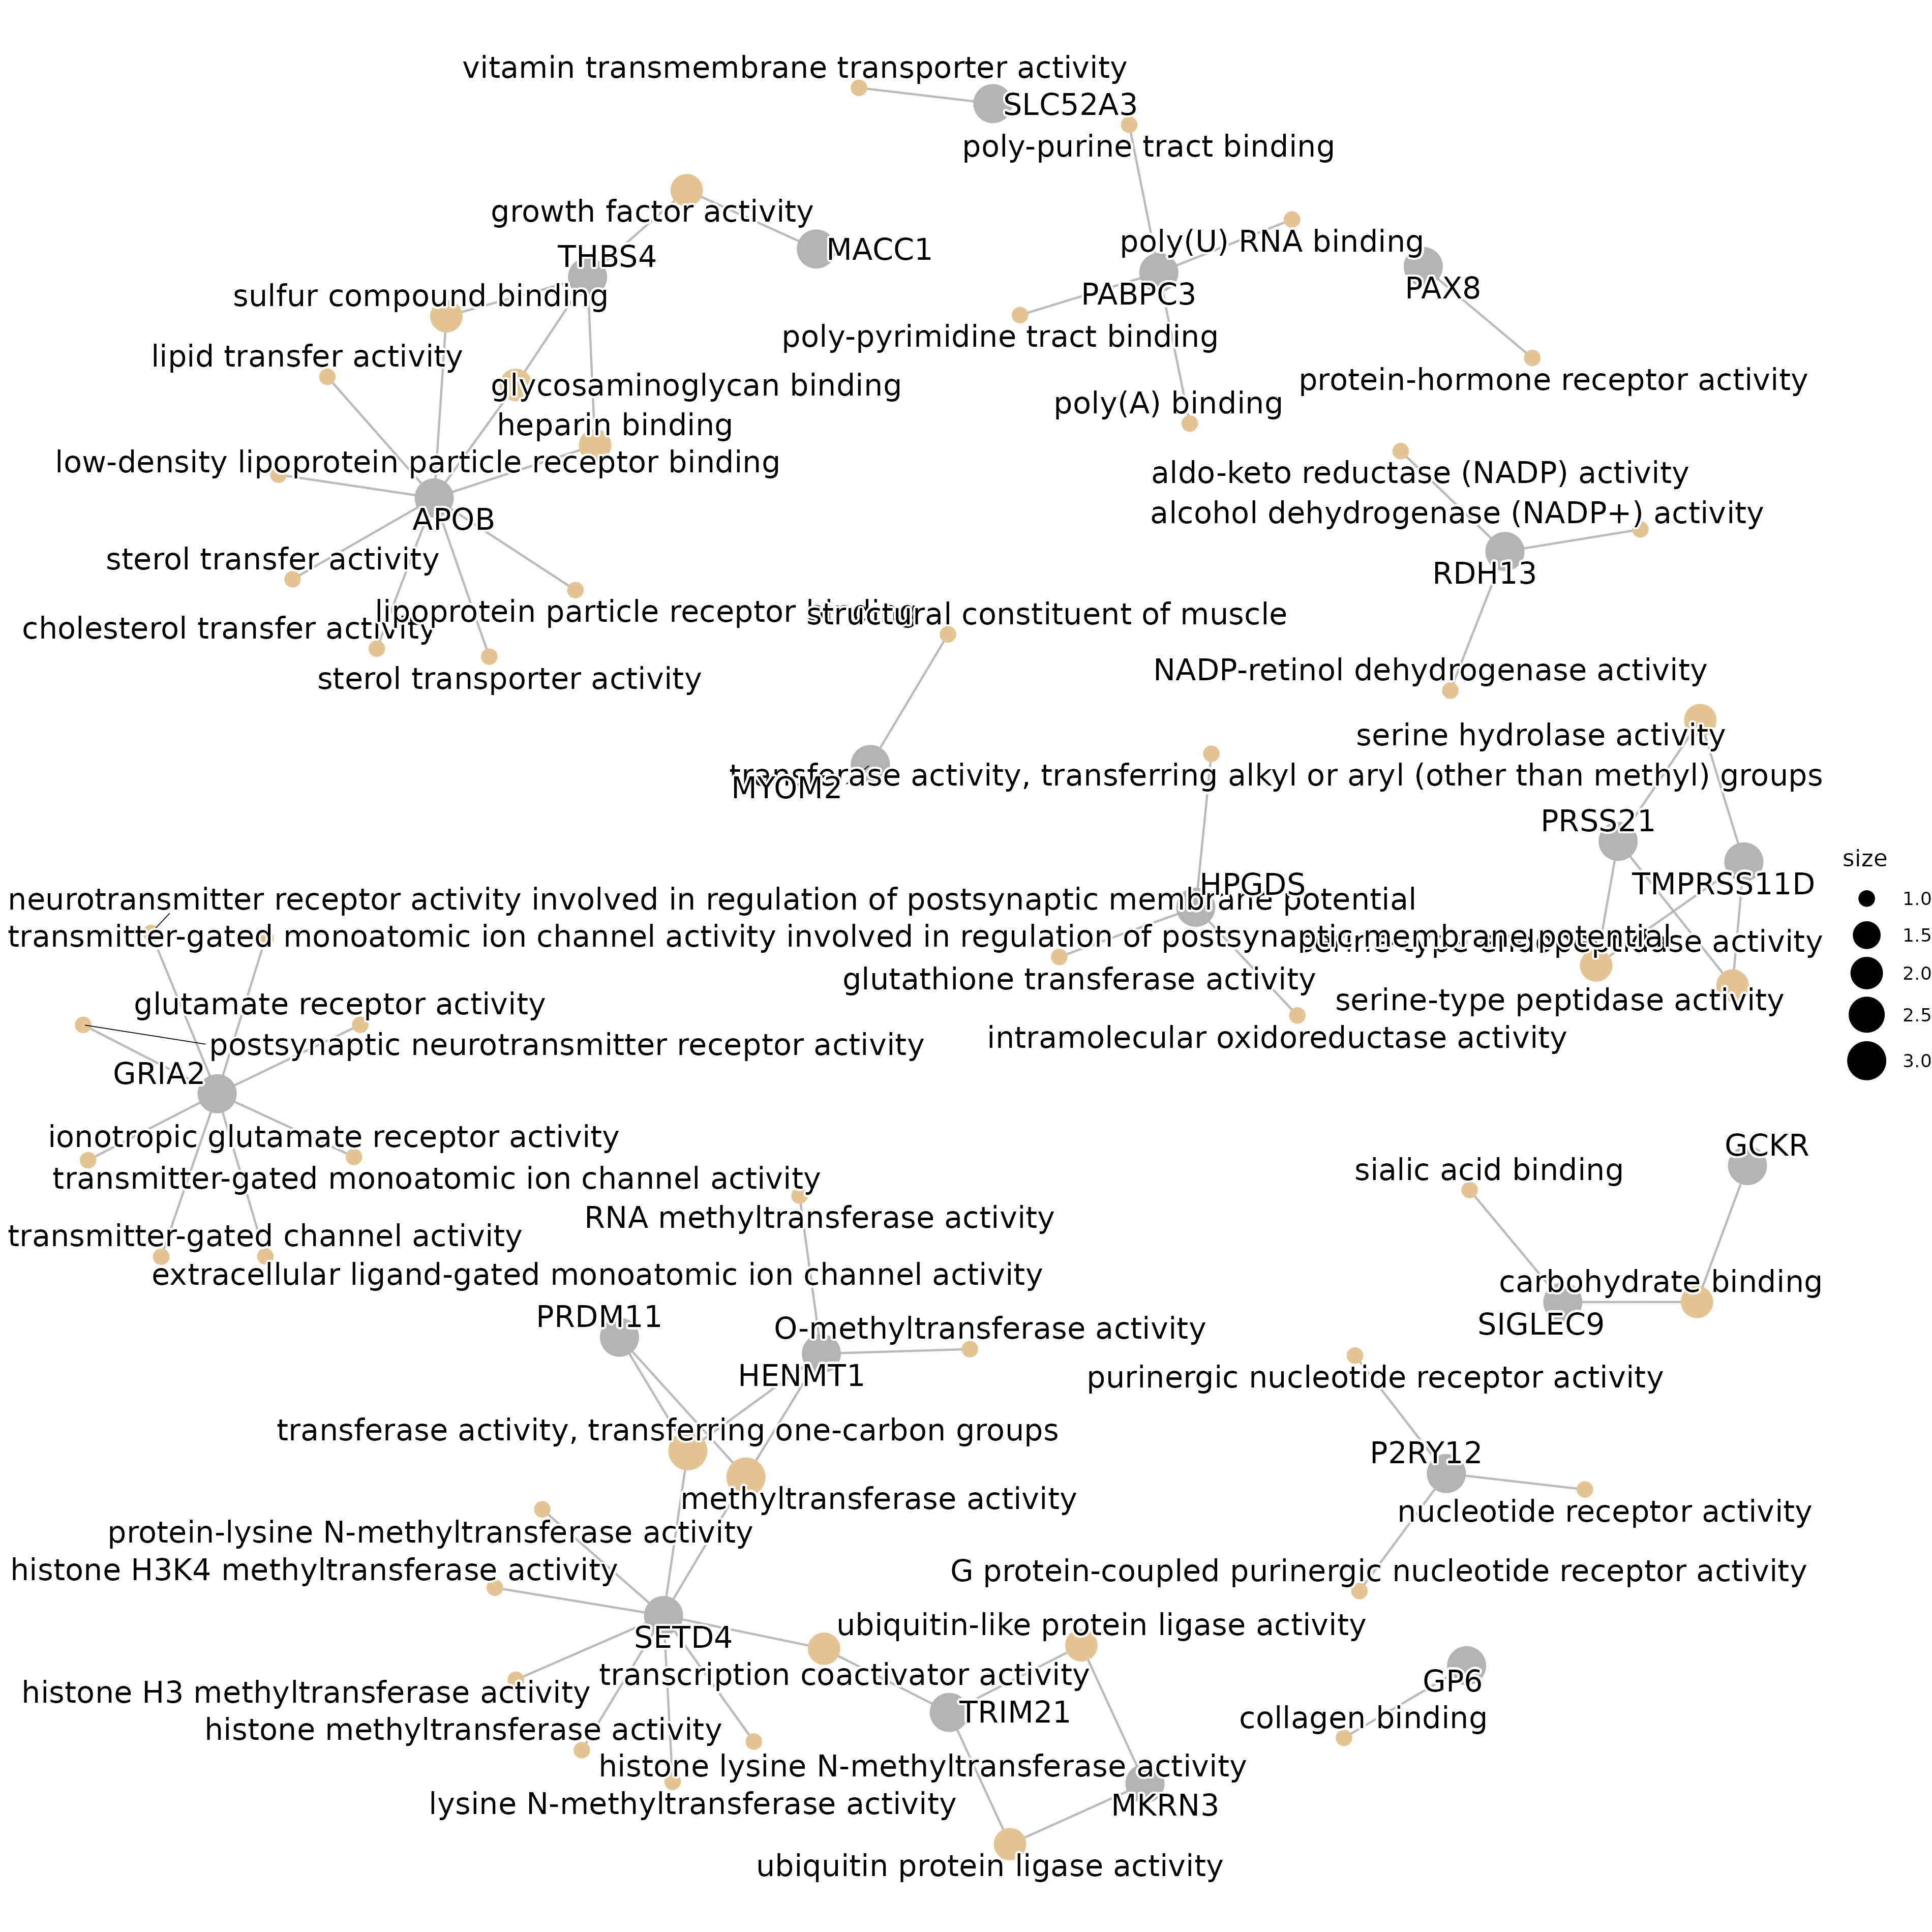 vitamin transmembrane transporter activity
SLC52A3
poly-purine tract binding
growth factor activity
poly(U) RNA binding
MACC1
THBS4
PAX8
PABPC3
sulfur compound binding
poly-pyrimidine tract binding
lipid transfer activity
protein-hormone receptor activity
glycosaminoglycan binding
poly(A) binding
heparin binding
low-density lipoprotein particle receptor binding
aldo-keto reductase (NADP) activity
alcohol dehydrogenase (NADP+) activity
APOB
sterol transfer activity
RDH13
lipoprotein particle receptor binding
structural constituent of muscle
cholesterol transfer activity
sterol transporter activity
NADP-retinol dehydrogenase activity
serine hydrolase activity
transferase activity, transferring alkyl or aryl (other than methyl) groups
MYOM2
PRSS21
size
TMPRSS11D
HPGDS
1.0
neurotransmitter receptor activity involved in regulation of postsynaptic membrane potential
1.5
transmitter-gated monoatomic ion channel activity involved in regulation of postsynaptic membrane potential
serine-type endopeptidase activity
2.0
glutathione transferase activity
serine-type peptidase activity
glutamate receptor activity
2.5
intramolecular oxidoreductase activity
postsynaptic neurotransmitter receptor activity
3.0
GRIA2
ionotropic glutamate receptor activity
GCKR
sialic acid binding
transmitter-gated monoatomic ion channel activity
RNA methyltransferase activity
transmitter-gated channel activity
extracellular ligand-gated monoatomic ion channel activity
carbohydrate binding
PRDM11
SIGLEC9
O-methyltransferase activity
HENMT1
purinergic nucleotide receptor activity
transferase activity, transferring one-carbon groups
P2RY12
methyltransferase activity
nucleotide receptor activity
protein-lysine N-methyltransferase activity
histone H3K4 methyltransferase activity
G protein-coupled purinergic nucleotide receptor activity
ubiquitin-like protein ligase activity
SETD4
transcription coactivator activity
GP6
histone H3 methyltransferase activity
TRIM21
collagen binding
histone methyltransferase activity
histone lysine N-methyltransferase activity
lysine N-methyltransferase activity
MKRN3
ubiquitin protein ligase activity